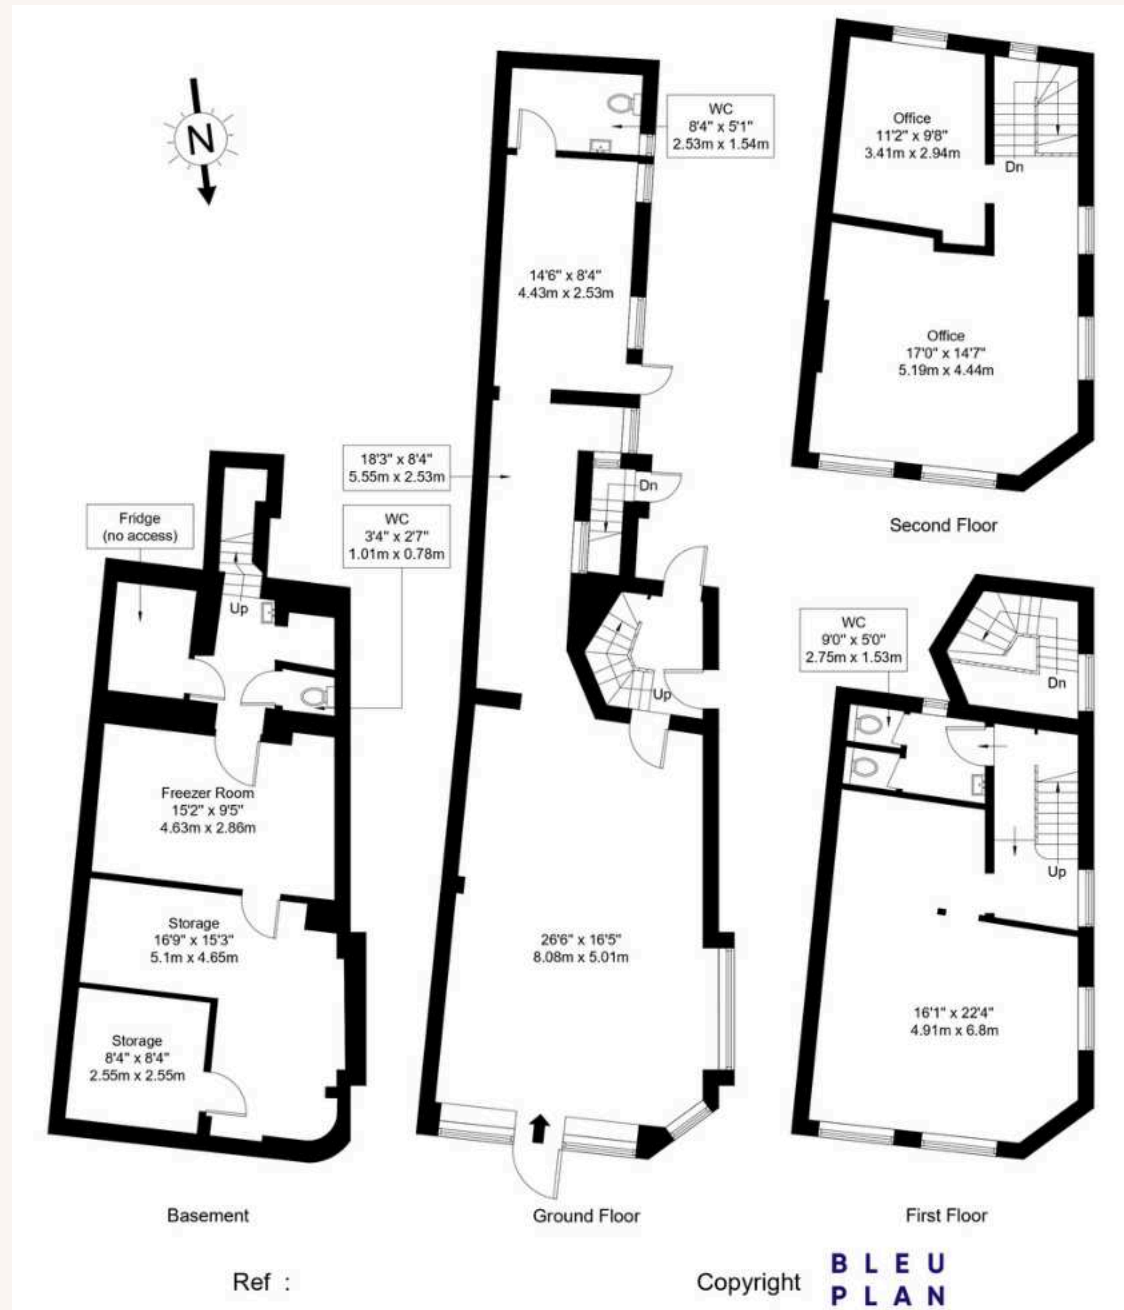 N
WC
8'4" x 5'1"
2.53m x 1.54m
14'6" x 8'4"
4.43m x 2.53m
18'3" x 8'4"
5.55m x 2.53m
Dn
Up
26'6" x 16'5"
8.08m x 5.01m
Ground Floor
Office
11'2" x 9'8"
3.41m x 2.94m
Dn
Office
17'0" x 14'7"
5.19m x 4.44m
Second Floor
Fridge
(no access)
WC
3'4" x 2'7"
1.01m x 0.78m
Up
Freezer Room
15'2" x 9'5"
4.63m x 2.86m
Storage
16'9" x 15'3"
5.1m x 4.65m
Storage
8'4" x 8'4"
2.55m x 2.55m
Basement
WC
9'0" x 5'0"
2.75m x 1.53m
Dn
Up
16'1" x 22'4"
4.91m x 6.8m
First Floor
Ref :
Copyright
BLEU
PLAN